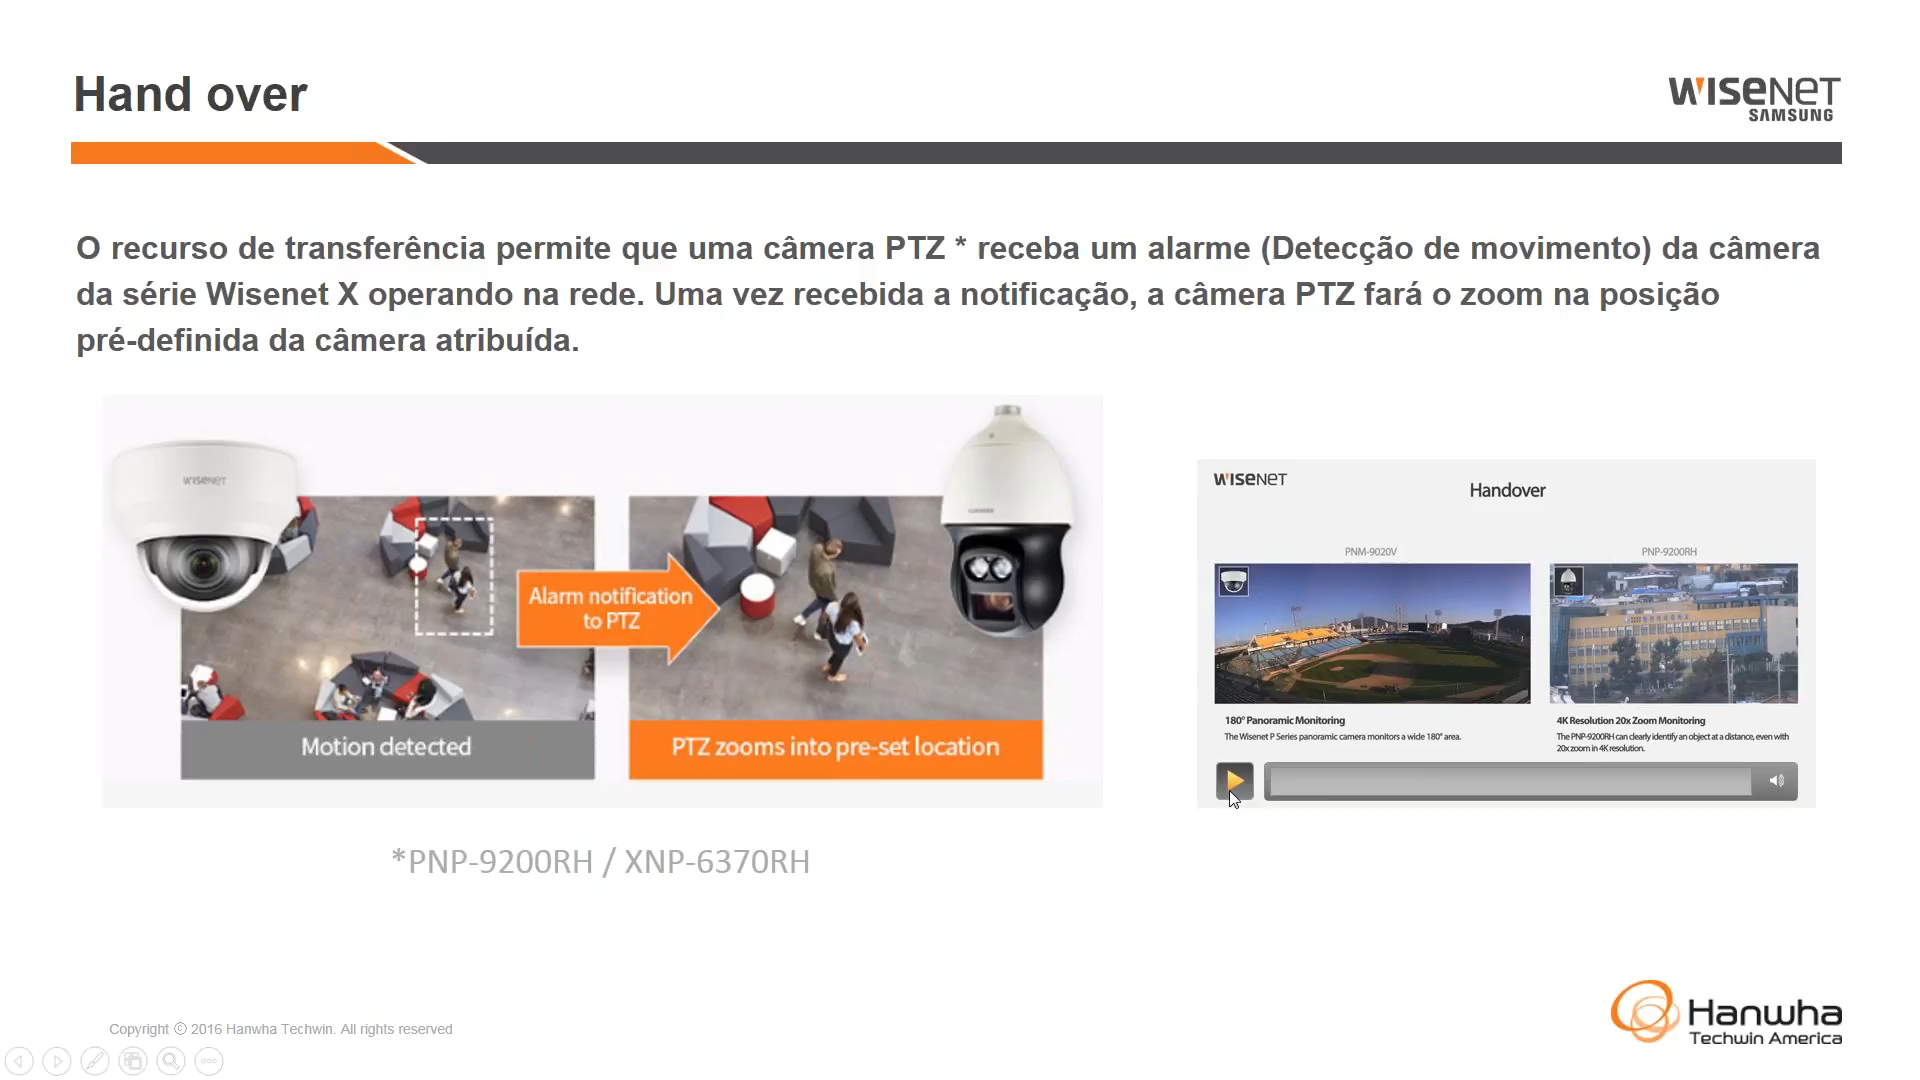 Hand over
WISENET
SAMSUNG
O recurso de transferência permite que uma câmera PTZ * receba um alarme (Detecção de movimento) da câmera
da série Wisenet X operando na rede. Uma vez recebida a notificação, a câmera PTZ fará o zoom na posição
pré-definida da câmera atribuída.
WISENET
Alarm notification
to PTZ
Motion detected
PTZ zooms into pre-set location
*PNP-9200RH / XNP-6370RH
WISENET
Handover
PNM-9020V
PNP-9200RH
180° Panoramic Monitoring
The Wisenet P Series panoramic camera monitors a wide 180° area.
4K Resolution 20x Zoom Monitoring
The PNP-9200RH can clearly identify an object at a distance, even with
20x zoom in 4K resolution.
Copyright © 2016 Hanwha Techwin. All rights reserved
Hanwha
Techwin America